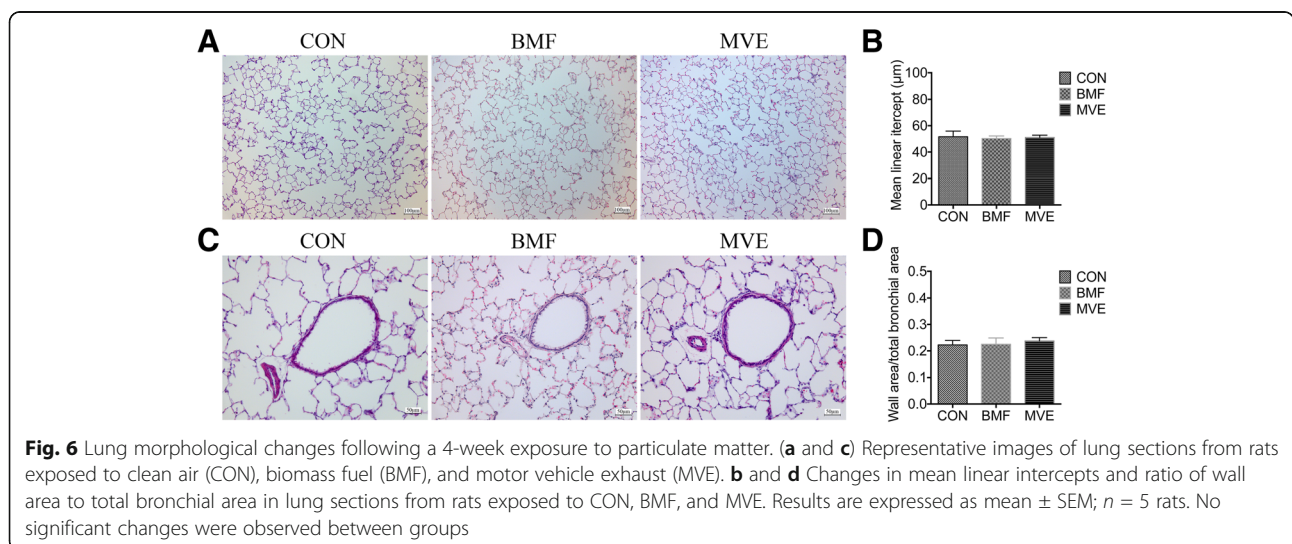 A
CON
BMF
MVE
100μm
100μm
100μm
B
Mean linear itercept (μm)
100
80
60
40
20
0
CON
BMF
MVE
CON BMF MVE
C
CON
BMF
MVE
50μm
50μm
50μm
D
Wall area/total bronchial area
0.5
0.4
0.3
0.2
0.1
0.0
CON
BMF
MVE
CON BMF MVE
Fig. 6 Lung morphological changes following a 4-week exposure to particulate matter. (a and c) Representative images of lung sections from rats
exposed to clean air (CON), biomass fuel (BMF), and motor vehicle exhaust (MVE). b and d Changes in mean linear intercepts and ratio of wall
area to total bronchial area in lung sections from rats exposed to CON, BMF, and MVE. Results are expressed as mean ± SEM; n = 5 rats. No
significant changes were observed between groups